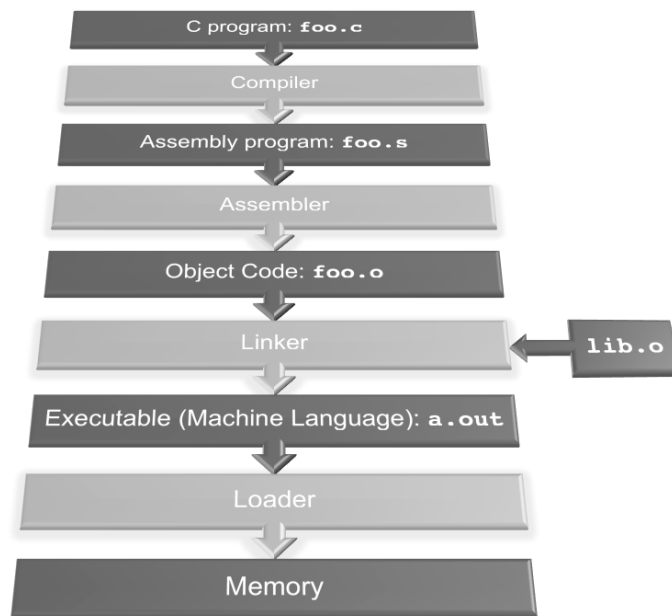 C program: foo.c
Compiler
Assembly program: foo.s
Assembler
Object Code: foo.o
Linker
lib.o
Executable (Machine Language): a.out
Loader
Memory